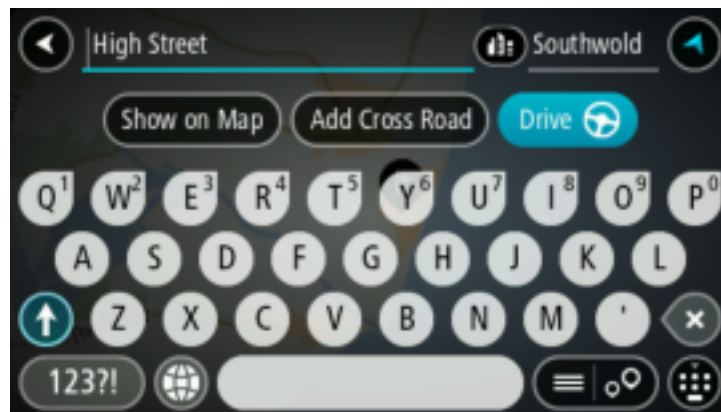 High Street Southwold
Show on Map Add Cross Road Drive
Q1 W2 E3 R4 T5 Y6 U7 I8 O9 P0
A S D F G H J K L
Z X C V B N M '
123?!